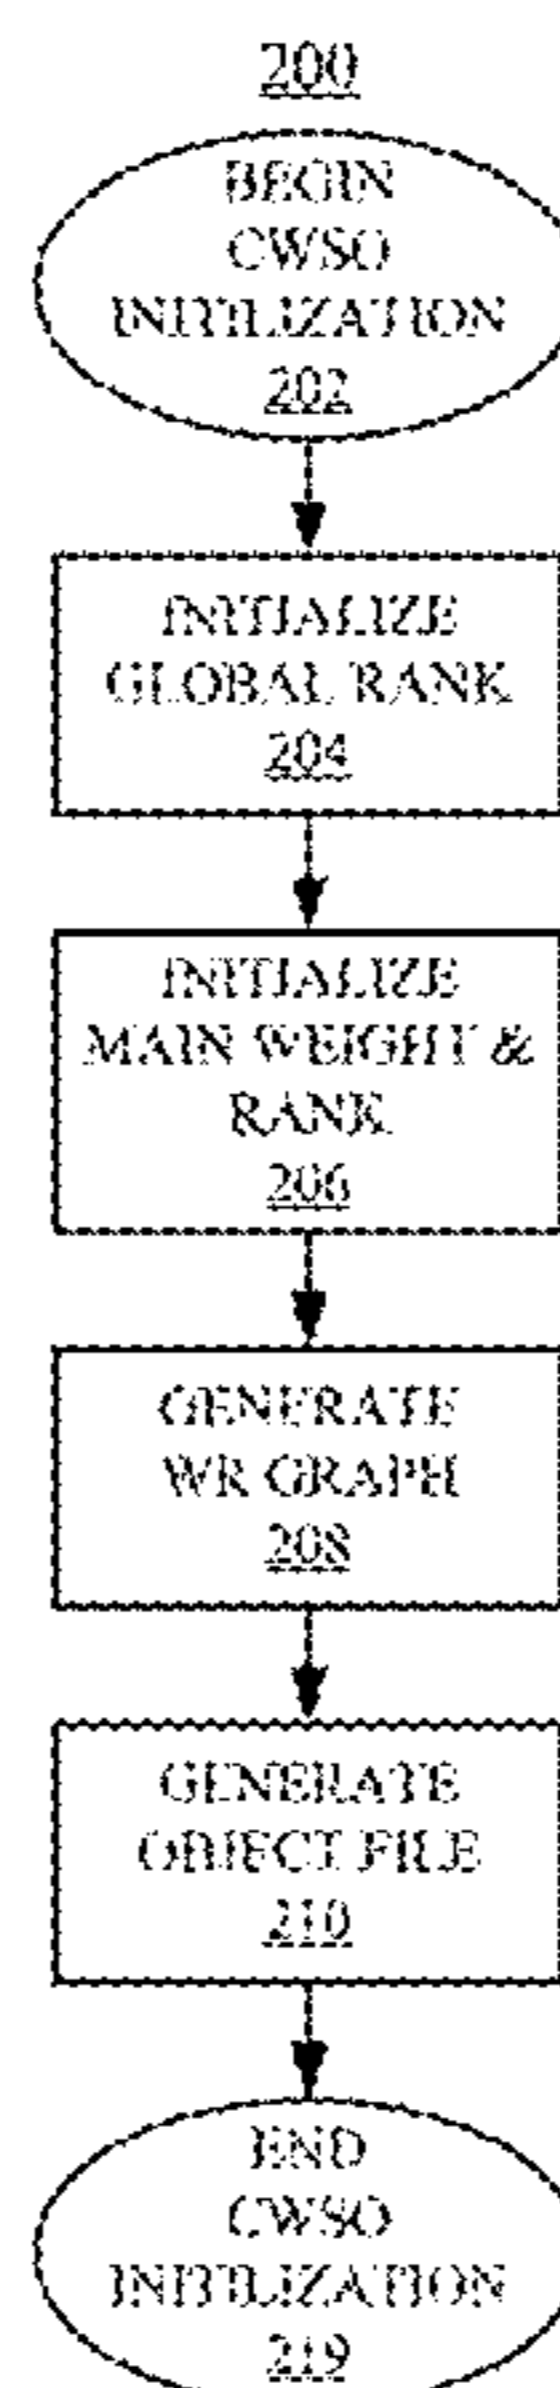 200
BEGIN
CWSO
INITILIZATION
202
INITIALIZE
GLOBAL RANK
204
INITIALIZE
MAIN WEIGHT &
RANK
206
GENERATE
WR GRAPH
208
GENERATE
OBJECT FILE
210
END
CWSO
INITILIZATION
219